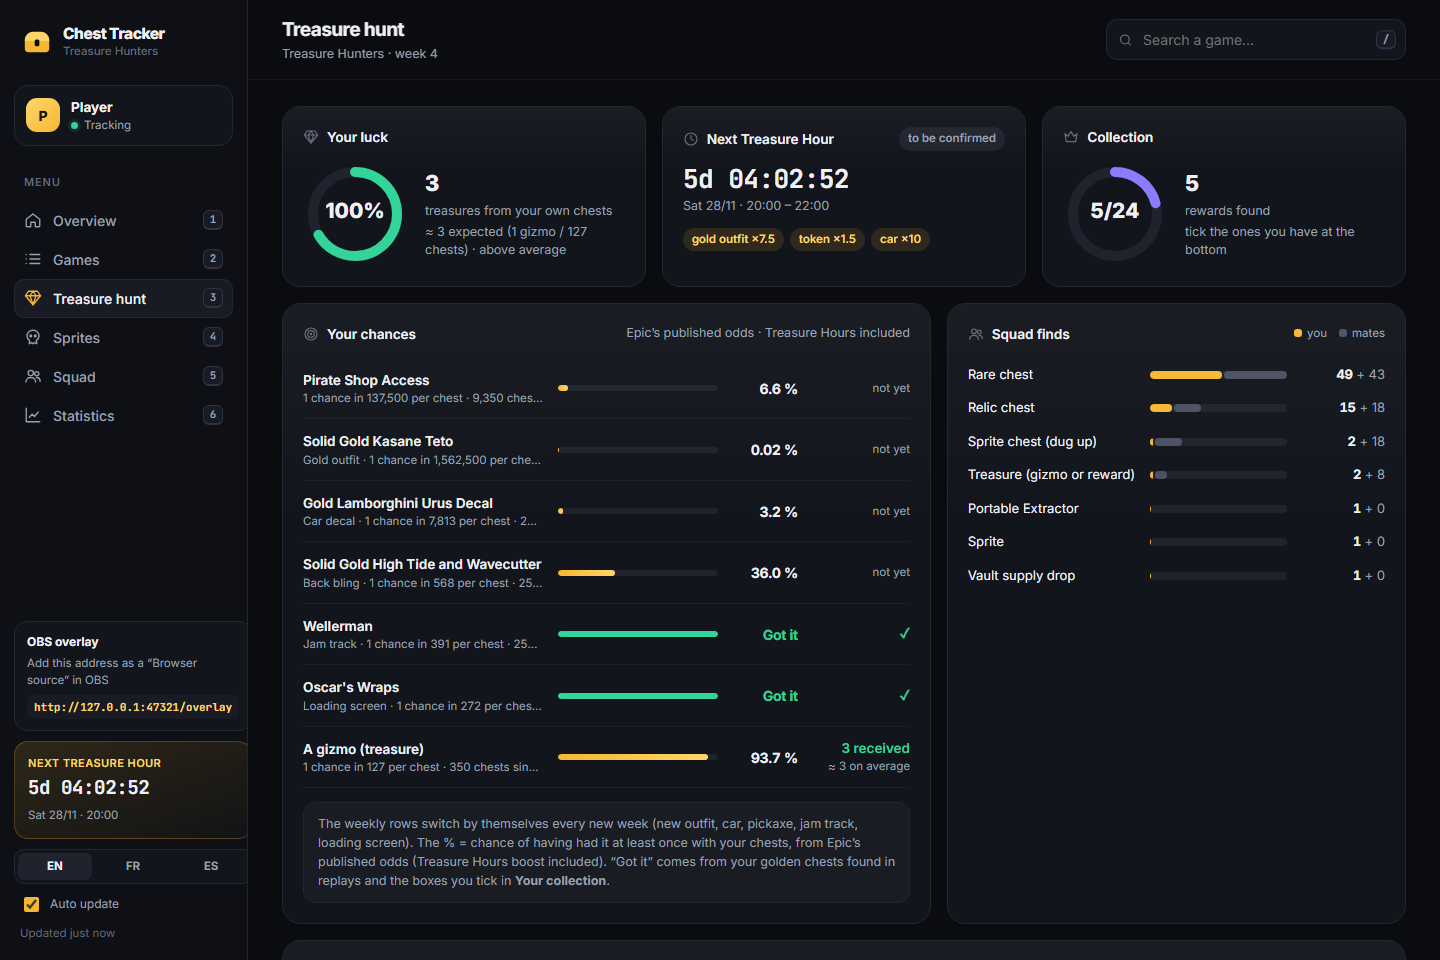 Chest Tracker
Treasure Hunters
P
Player
Tracking
MENU
Overview 1
Games 2
Treasure hunt 3
Sprites 4
Squad 5
Statistics 6
OBS overlay
Add this address as a “Browser
source” in OBS
http://127.0.0.1:47321/overlay
NEXT TREASURE HOUR
5d 04:02:52
Sat 28/11 · 20:00
EN FR ES
Auto update
Updated just now
Treasure hunt
Treasure Hunters · week 4
Search a game... /
Your luck
100%
3
treasures from your own chests
≈ 3 expected (1 gizmo / 127
chests) · above average
Next Treasure Hour to be confirmed
5d 04:02:52
Sat 28/11 · 20:00 – 22:00
gold outfit ×7.5 token ×1.5 car ×10
Collection
5/24
5
rewards found
tick the ones you have at the
bottom
Your chances Epic’s published odds · Treasure Hours included
Pirate Shop Access
1 chance in 137,500 per chest · 9,350 ches...
6.6 % not yet
Solid Gold Kasane Teto
Gold outfit · 1 chance in 1,562,500 per che...
0.02 % not yet
Gold Lamborghini Urus Decal
Car decal · 1 chance in 7,813 per chest · 2...
3.2 % not yet
Solid Gold High Tide and Wavecutter
Back bling · 1 chance in 568 per chest · 25...
36.0 % not yet
Wellerman
Jam track · 1 chance in 391 per chest · 25...
Got it ✓
Oscar's Wraps
Loading screen · 1 chance in 272 per ches...
Got it ✓
A gizmo (treasure)
1 chance in 127 per chest · 350 chests sin...
93.7 % 3 received
≈ 3 on average
The weekly rows switch by themselves every new week (new outfit, car, pickaxe, jam track,
loading screen). The % = chance of having had it at least once with your chests, from Epic’s
published odds (Treasure Hours boost included). “Got it” comes from your golden chests found in
replays and the boxes you tick in Your collection.
Squad finds you mates
Rare chest 49 + 43
Relic chest 15 + 18
Sprite chest (dug up) 2 + 18
Treasure (gizmo or reward) 2 + 8
Portable Extractor 1 + 0
Sprite 1 + 0
Vault supply drop 1 + 0